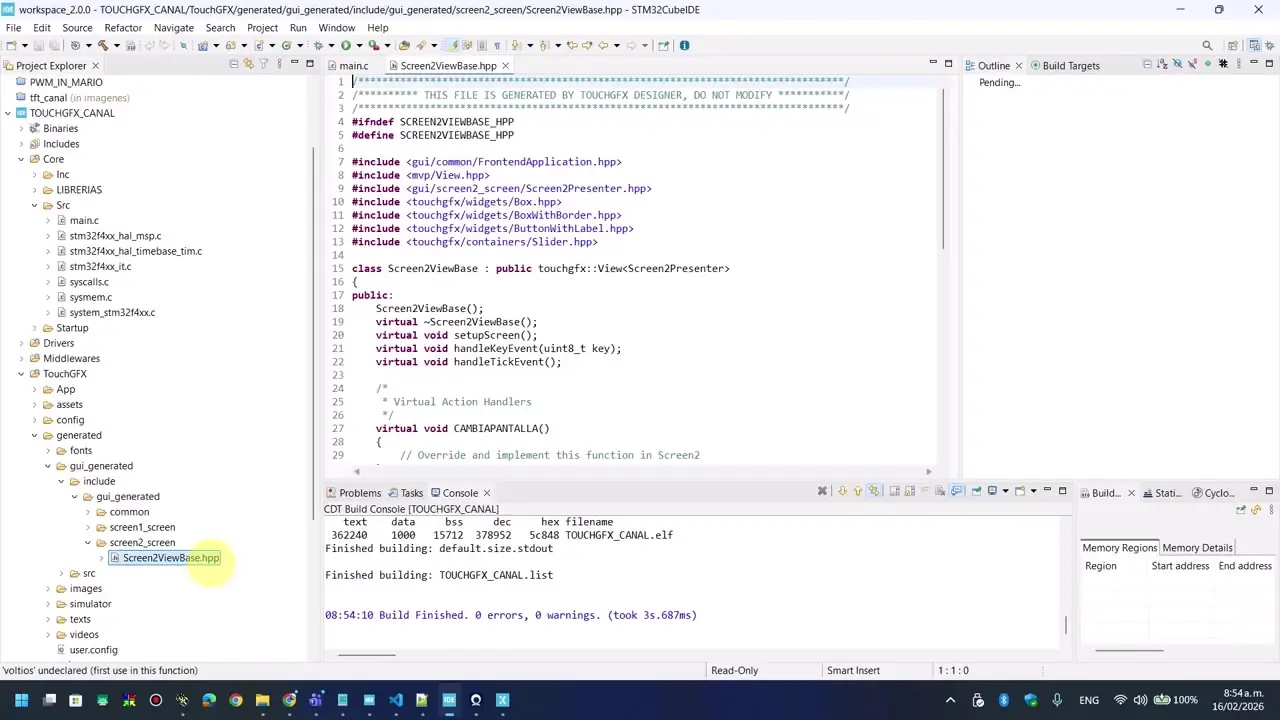 workspace_2.0.0 - TOUCHGFX_CANAL/TouchGFX/generated/gui_generated/include/gui_generated/screen2_screen/Screen2ViewBase.hpp - STM32CubeIDE
File Edit Source Refactor Navigate Search Project Run Window Help
Project Explorer
PWM_IN_MARIO
tft_canal (in imagenes)
TOUCHGFX_CANAL
Binaries
Includes
Core
Inc
LIBRERIAS
Src
main.c
stm32f4xx_hal_msp.c
stm32f4xx_hal_timebase_tim.c
stm32f4xx_it.c
syscalls.c
sysmem.c
system_stm32f4xx.c
Startup
Drivers
Middlewares
TouchGFX
App
assets
config
generated
fonts
gui_generated
include
gui_generated
common
screen1_screen
screen2_screen
Screen2ViewBase.hpp
src
images
simulator
texts
videos
user.config
main.c Screen2ViewBase.hpp
1 /*********************************************************************************/
2 /********** THIS FILE IS GENERATED BY TOUCHGFX DESIGNER, DO NOT MODIFY ***********/
3 /*********************************************************************************/
4 #ifndef SCREEN2VIEWBASE_HPP
5 #define SCREEN2VIEWBASE_HPP
6
7 #include <gui/common/FrontendApplication.hpp>
8 #include <mvp/View.hpp>
9 #include <gui/screen2_screen/Screen2Presenter.hpp>
10 #include <touchgfx/widgets/Box.hpp>
11 #include <touchgfx/widgets/BoxWithBorder.hpp>
12 #include <touchgfx/widgets/ButtonWithLabel.hpp>
13 #include <touchgfx/containers/Slider.hpp>
14
15 class Screen2ViewBase : public touchgfx::View<Screen2Presenter>
16 {
17 public:
18 Screen2ViewBase();
19 virtual ~Screen2ViewBase();
20 virtual void setupScreen();
21 virtual void handleKeyEvent(uint8_t key);
22 virtual void handleTickEvent();
23
24 /*
25 * Virtual Action Handlers
26 */
27 virtual void CAMBIAPANTALLA()
28 {
29 // Override and implement this function in Screen2
Outline Build Targets
Pending...
Problems Tasks Console
CDT Build Console [TOUCHGFX_CANAL]
text data bss dec hex filename
362240 1000 15712 378952 5c848 TOUCHGFX_CANAL.elf
Finished building: default.size.stdout
Finished building: TOUCHGFX_CANAL.list
08:54:10 Build Finished. 0 errors, 0 warnings. (took 3s.687ms)
Build... Stati... Cyclo...
Memory Regions Memory Details
Region Start address End address
'voltios' undeclared (first use in this function) Read-Only Smart Insert 1 : 1 : 0
ENG 100% 8:54 a.m.
16/02/2026